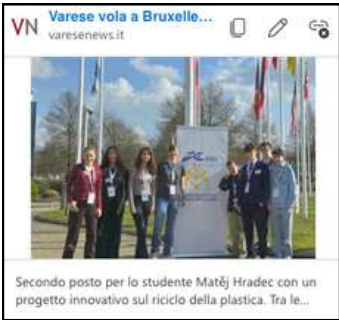 VN
Varese vola a Bruxelle...
varesenews.it
Secondo posto per lo studente Matěj Hradec con un
progetto innovativo sul riciclo della plastica. Tra le...